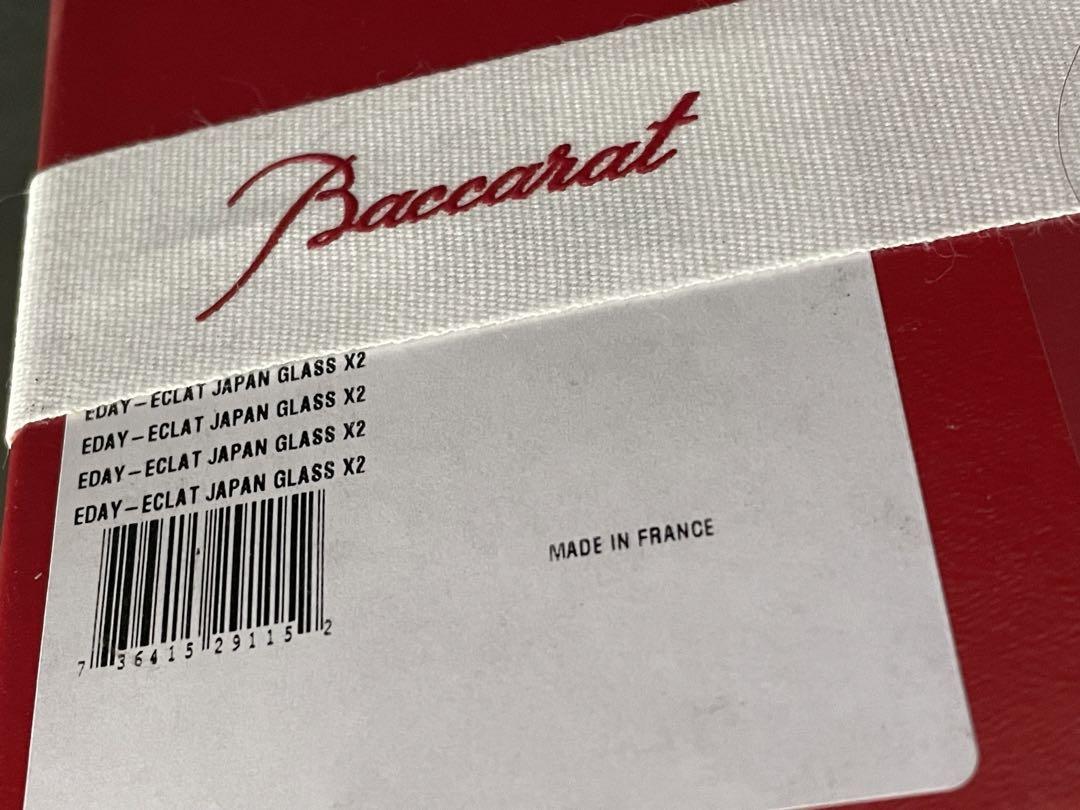 Baccarat
EDAY-ECLAT JAPAN GLASS X2
EDAY-ECLAT JAPAN GLASS X2
EDAY-ECLAT JAPAN GLASS X2
EDAY-ECLAT JAPAN GLASS X2
MADE IN FRANCE
7 36415 29115 2